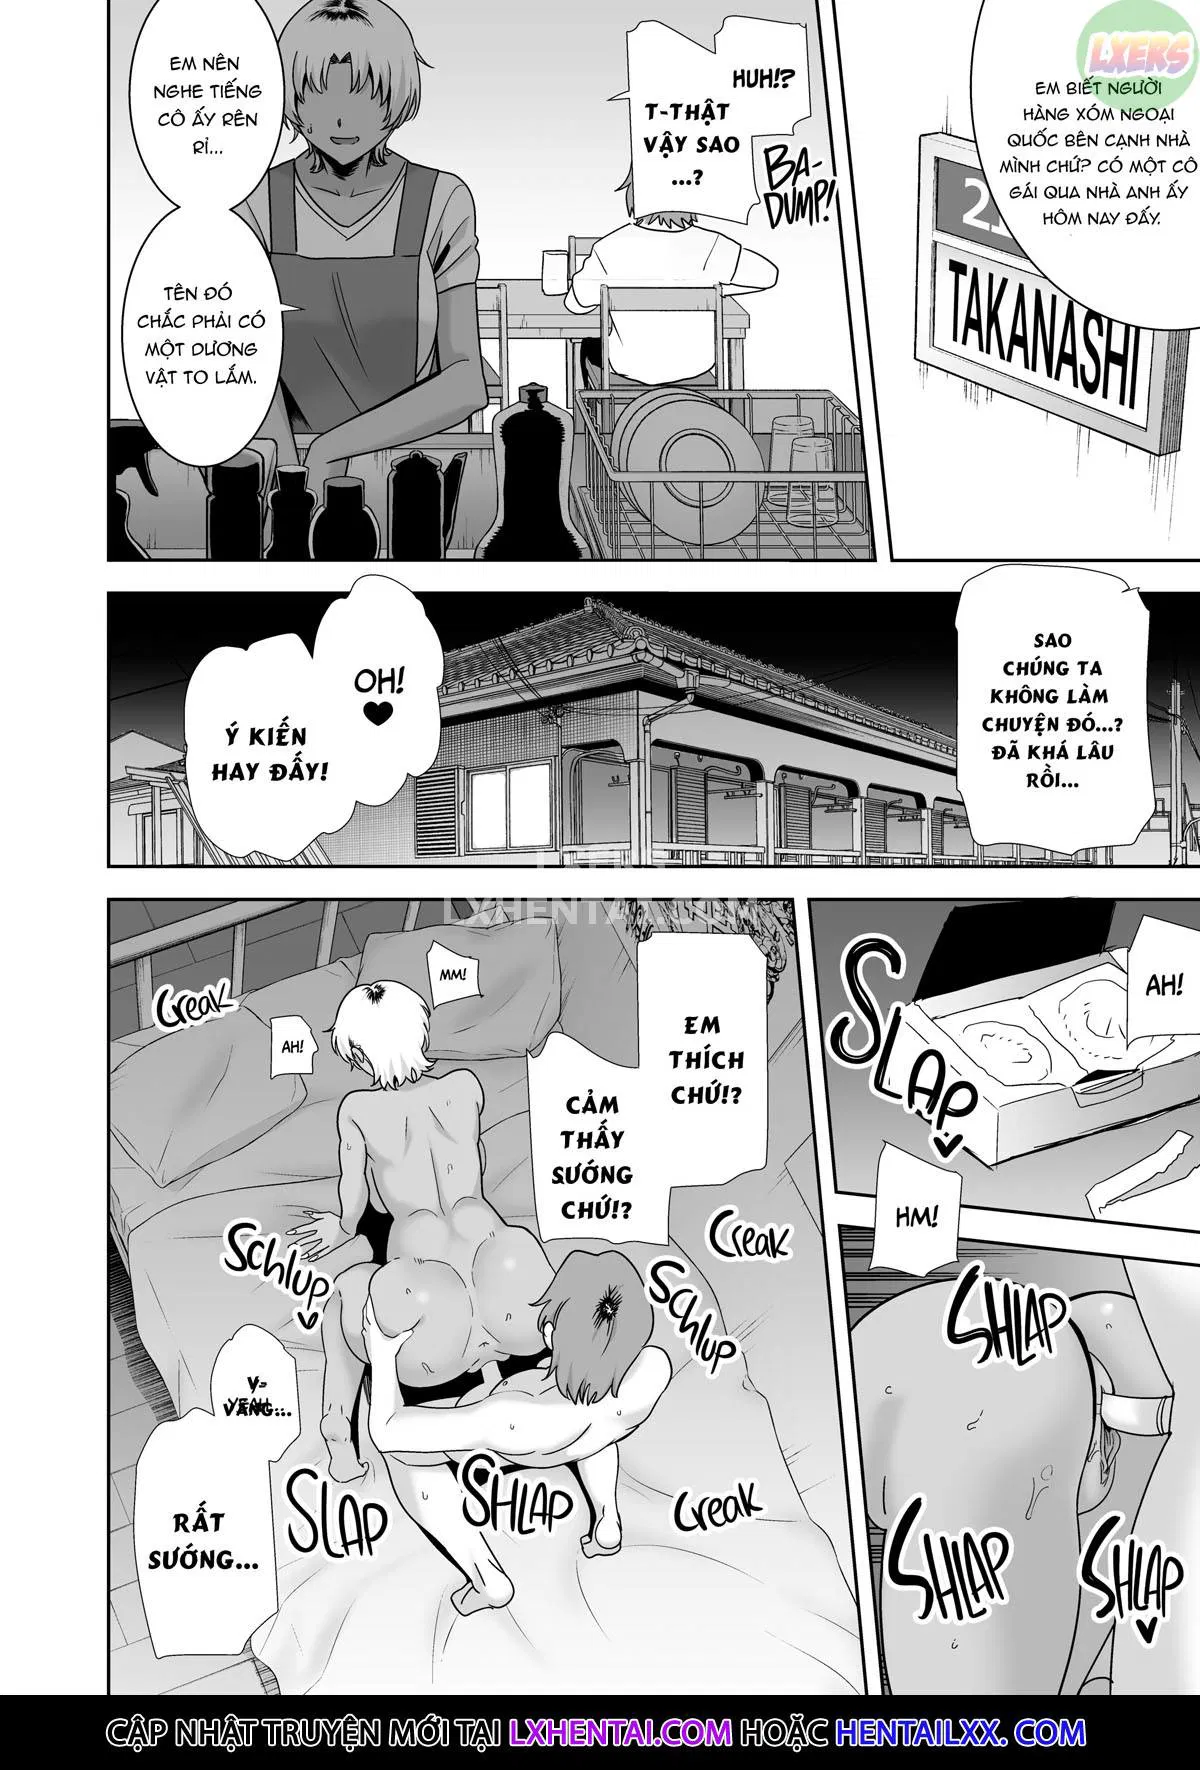 LXERS
EM BIẾT NGƯỜI
HÀNG XÓM NGOẠI
QUỐC BÊN CẠNH NHÀ
MÌNH CHỨ? CÓ MỘT CÔ
GÁI QUA NHÀ ANH ẤY
HÔM NAY ĐẤY.
TAKANASHI
HUH!?
T-THẬT
VẬY SAO
...?
BA-
DUMP!
EM NÊN
NGHE TIẾNG
CÔ ẤY RÊN
RỈ...
TÊN ĐÓ
CHẮC PHẢI CÓ
MỘT DƯƠNG
VẬT TO LẮM.
SAO
CHÚNG TA
KHÔNG LÀM
CHUYỆN ĐÓ...?
ĐÃ KHÁ LÂU
RỒI...
OH!
Ý KIẾN
HAY ĐẤY!
LXERS
LXHENTAI.COM
AH!
SLAP
HM!
SHLAP
SHLAP
SHLAP
EM
THÍCH
CHỨ!?
CẢM
THẤY
SƯỚNG
CHỨ!?
MM!
AH!
Creak
Creak
Schlup
Schlup
V-
VÂNG...
RẤT
SƯỚNG...
SLAP
SHLAP
Creak
CẬP NHẬT TRUYỆN MỚI TẠI LXHENTAI.COM HOẶC HENTAILXX. COM